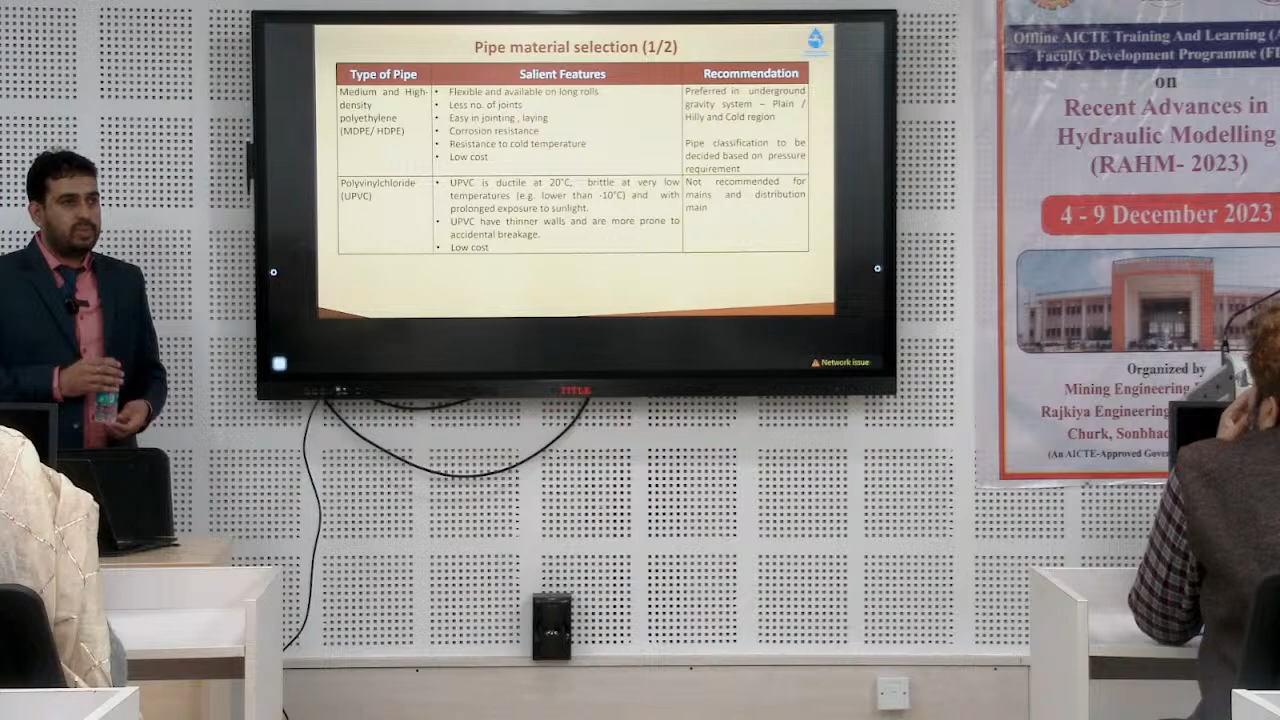 Pipe material selection (1/2)
Type of Pipe
Salient Features
Recommendation
Medium and High-
density
polyethylene
(MDPE/ HDPE)
• Flexible and available on long rolls
• Less no. of joints
• Easy in jointing , laying
• Corrosion resistance
• Resistance to cold temperature
• Low cost
Preferred in underground
gravity system – Plain /
Hilly and Cold region
Pipe classification to be
decided based on pressure
requirement
Polyvinylchloride
(UPVC)
• UPVC is ductile at 20°C, brittle at very low
temperatures (e.g. lower than -10°C) and with
prolonged exposure to sunlight.
• UPVC have thinner walls and are more prone to
accidental breakage.
• Low cost
Not recommended for
mains and distribution
main
Network issue
TITLE
Offline AICTE Training And Learning (
Faculty Development Programme (F
on
Recent Advances in
Hydraulic Modelling
(RAHM- 2023)
4 - 9 December 2023
Organized by
Mining Engineering
Rajkiya Engineering
Churk, Sonbhad
(An AICTE-Approved Gover